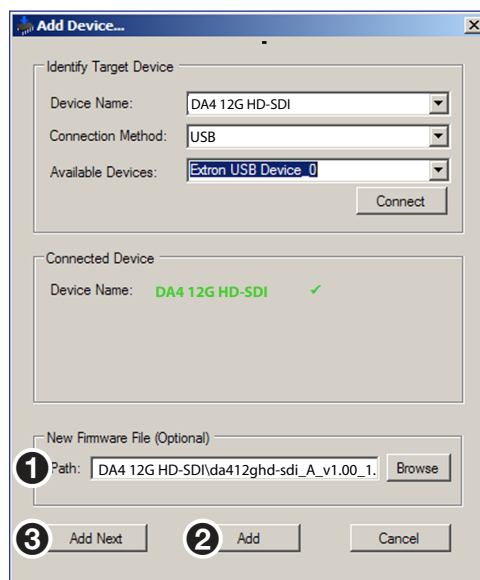 Add Device...
Identify Target Device
Device Name: DA4 12G HD-SDI
Connection Method: USB
Available Devices: Extron USB Device_0
Connect
Connected Device
Device Name: DA4 12G HD-SDI ✓
New Firmware File (Optional)
1 Path: DA4 12G HD-SDI\da412ghd-sdi_A_v1.00_1. Browse
3 Add Next 2 Add Cancel